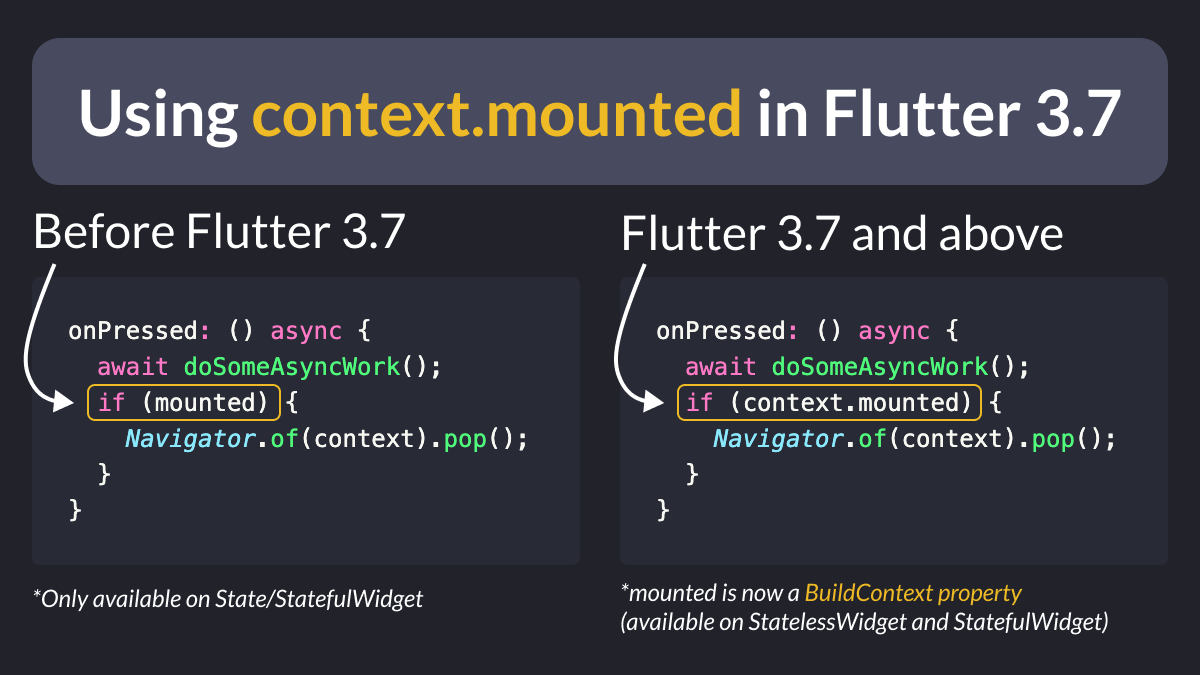 Using context.mounted in Flutter 3.7
Before Flutter 3.7
onPressed: () async {
  await doSomeAsyncWork();
  if (mounted) {
    Navigator.of(context).pop();
  }
}
*Only available on State/StatefulWidget
Flutter 3.7 and above
onPressed: () async {
  await doSomeAsyncWork();
  if (context.mounted) {
    Navigator.of(context).pop();
  }
}
*mounted is now a BuildContext property
(available on StatelessWidget and StatefulWidget)